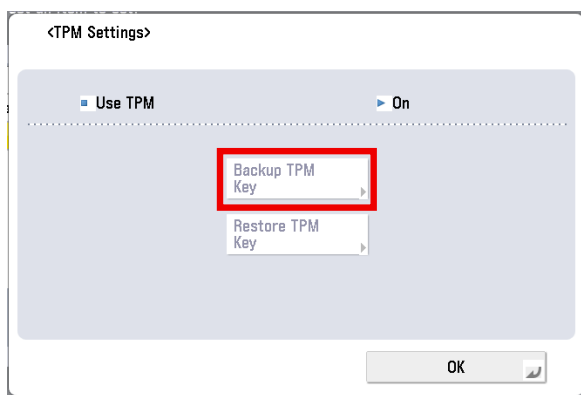 <TPM Settings>
Use TPM
On
Backup TPM
Key
Restore TPM
Key
OK